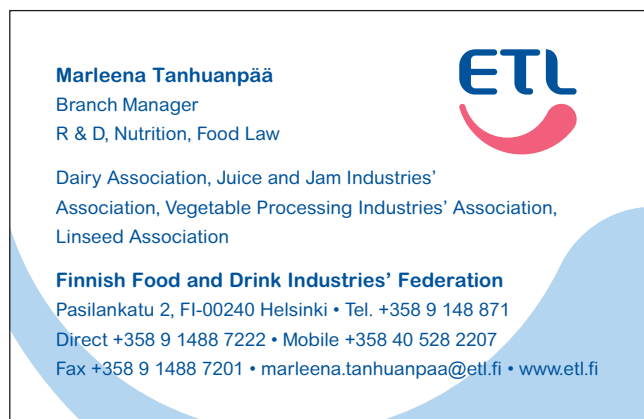 ETL
Marleena Tanhuanpää
Branch Manager
R & D, Nutrition, Food Law
Dairy Association, Juice and Jam Industries'
Association, Vegetable Processing Industries' Association,
Linseed Association
Finnish Food and Drink Industries' Federation
Pasilankatu 2, FI-00240 Helsinki • Tel. +358 9 148 871
Direct +358 9 1488 7222 • Mobile +358 40 528 2207
Fax +358 9 1488 7201 • marleena.tanhuanpaa@etl.fi • www.etl.fi